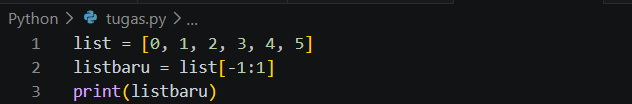 Python > tugas.py > ...
1 list = [0, 1, 2, 3, 4, 5]
2 listbaru = list[-1:1]
3 print(listbaru)